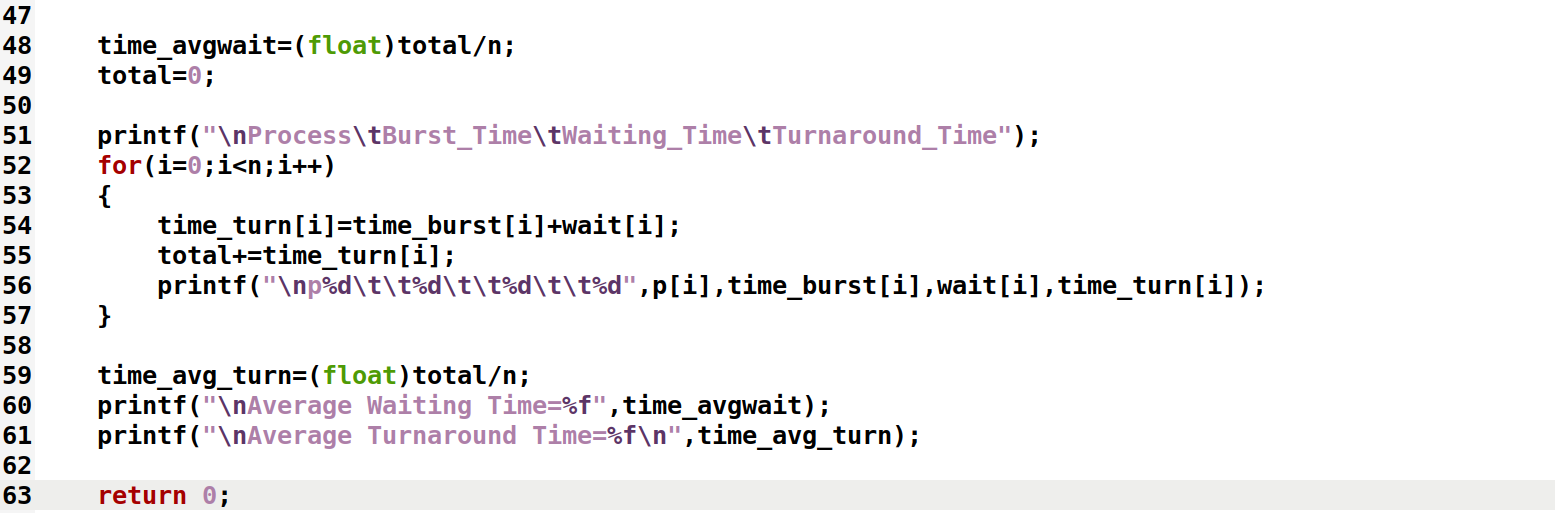 47
48 time_avgwait=(float)total/n;
49 total=0;
50
51 printf("\nProcess\tBurst_Time\tWaiting_Time\tTurnaround_Time");
52 for(i=0;i<n;i++)
53 {
54 time_turn[i]=time_burst[i]+wait[i];
55 total+=time_turn[i];
56 printf("\np%d\t\t%d\t\t%d\t\t%d",p[i],time_burst[i],wait[i],time_turn[i]);
57 }
58
59 time_avg_turn=(float)total/n;
60 printf("\nAverage Waiting Time=%f",time_avgwait);
61 printf("\nAverage Turnaround Time=%f\n",time_avg_turn);
62
63 return 0;